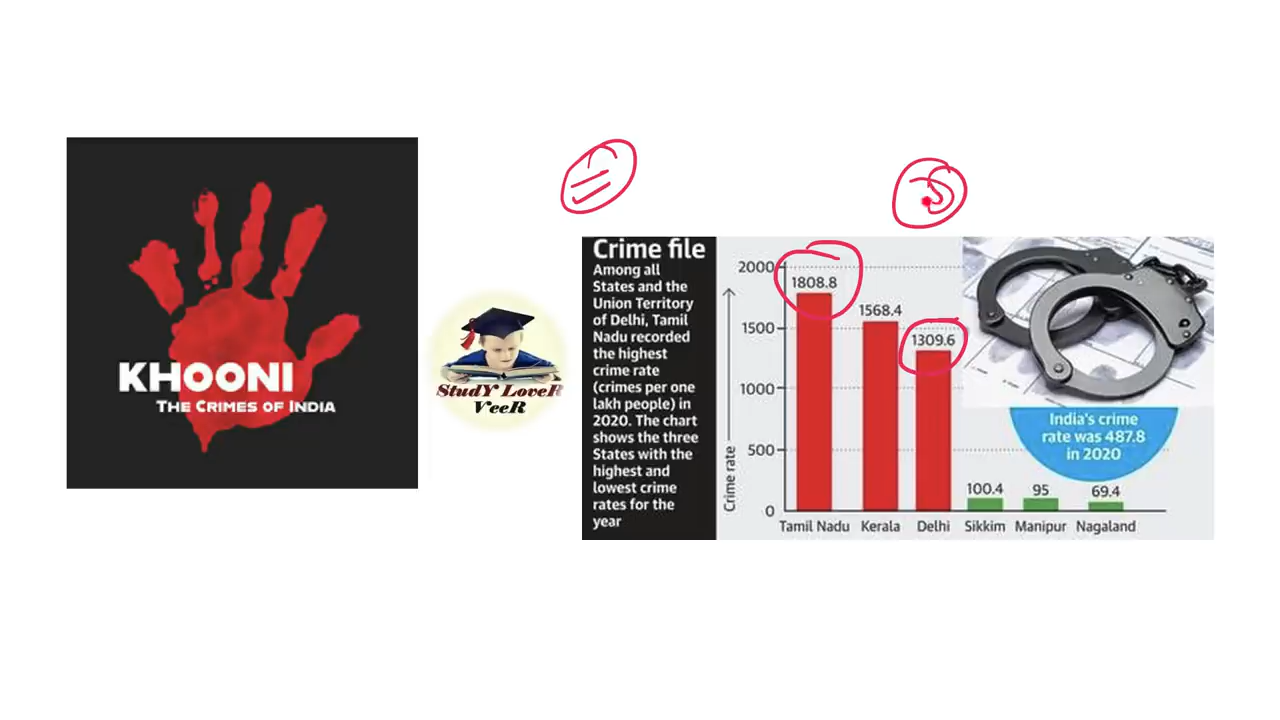 KHOONI
THE CRIMES OF INDIA
StudY LoveR
VeeR
Crime file
Among all
States and the
Union Territory
of Delhi, Tamil
Nadu recorded
the highest
crime rate
(crimes per one
lakh people) in
2020. The chart
shows the three
States with the
highest and
lowest crime
rates for the
year
Crime rate
2000
1500
1000
500
0
1808.8
1568.4
1309.6
100.4
95
69.4
Tamil Nadu
Kerala
Delhi
Sikkim
Manipur
Nagaland
India's crime
rate was 487.8
in 2020